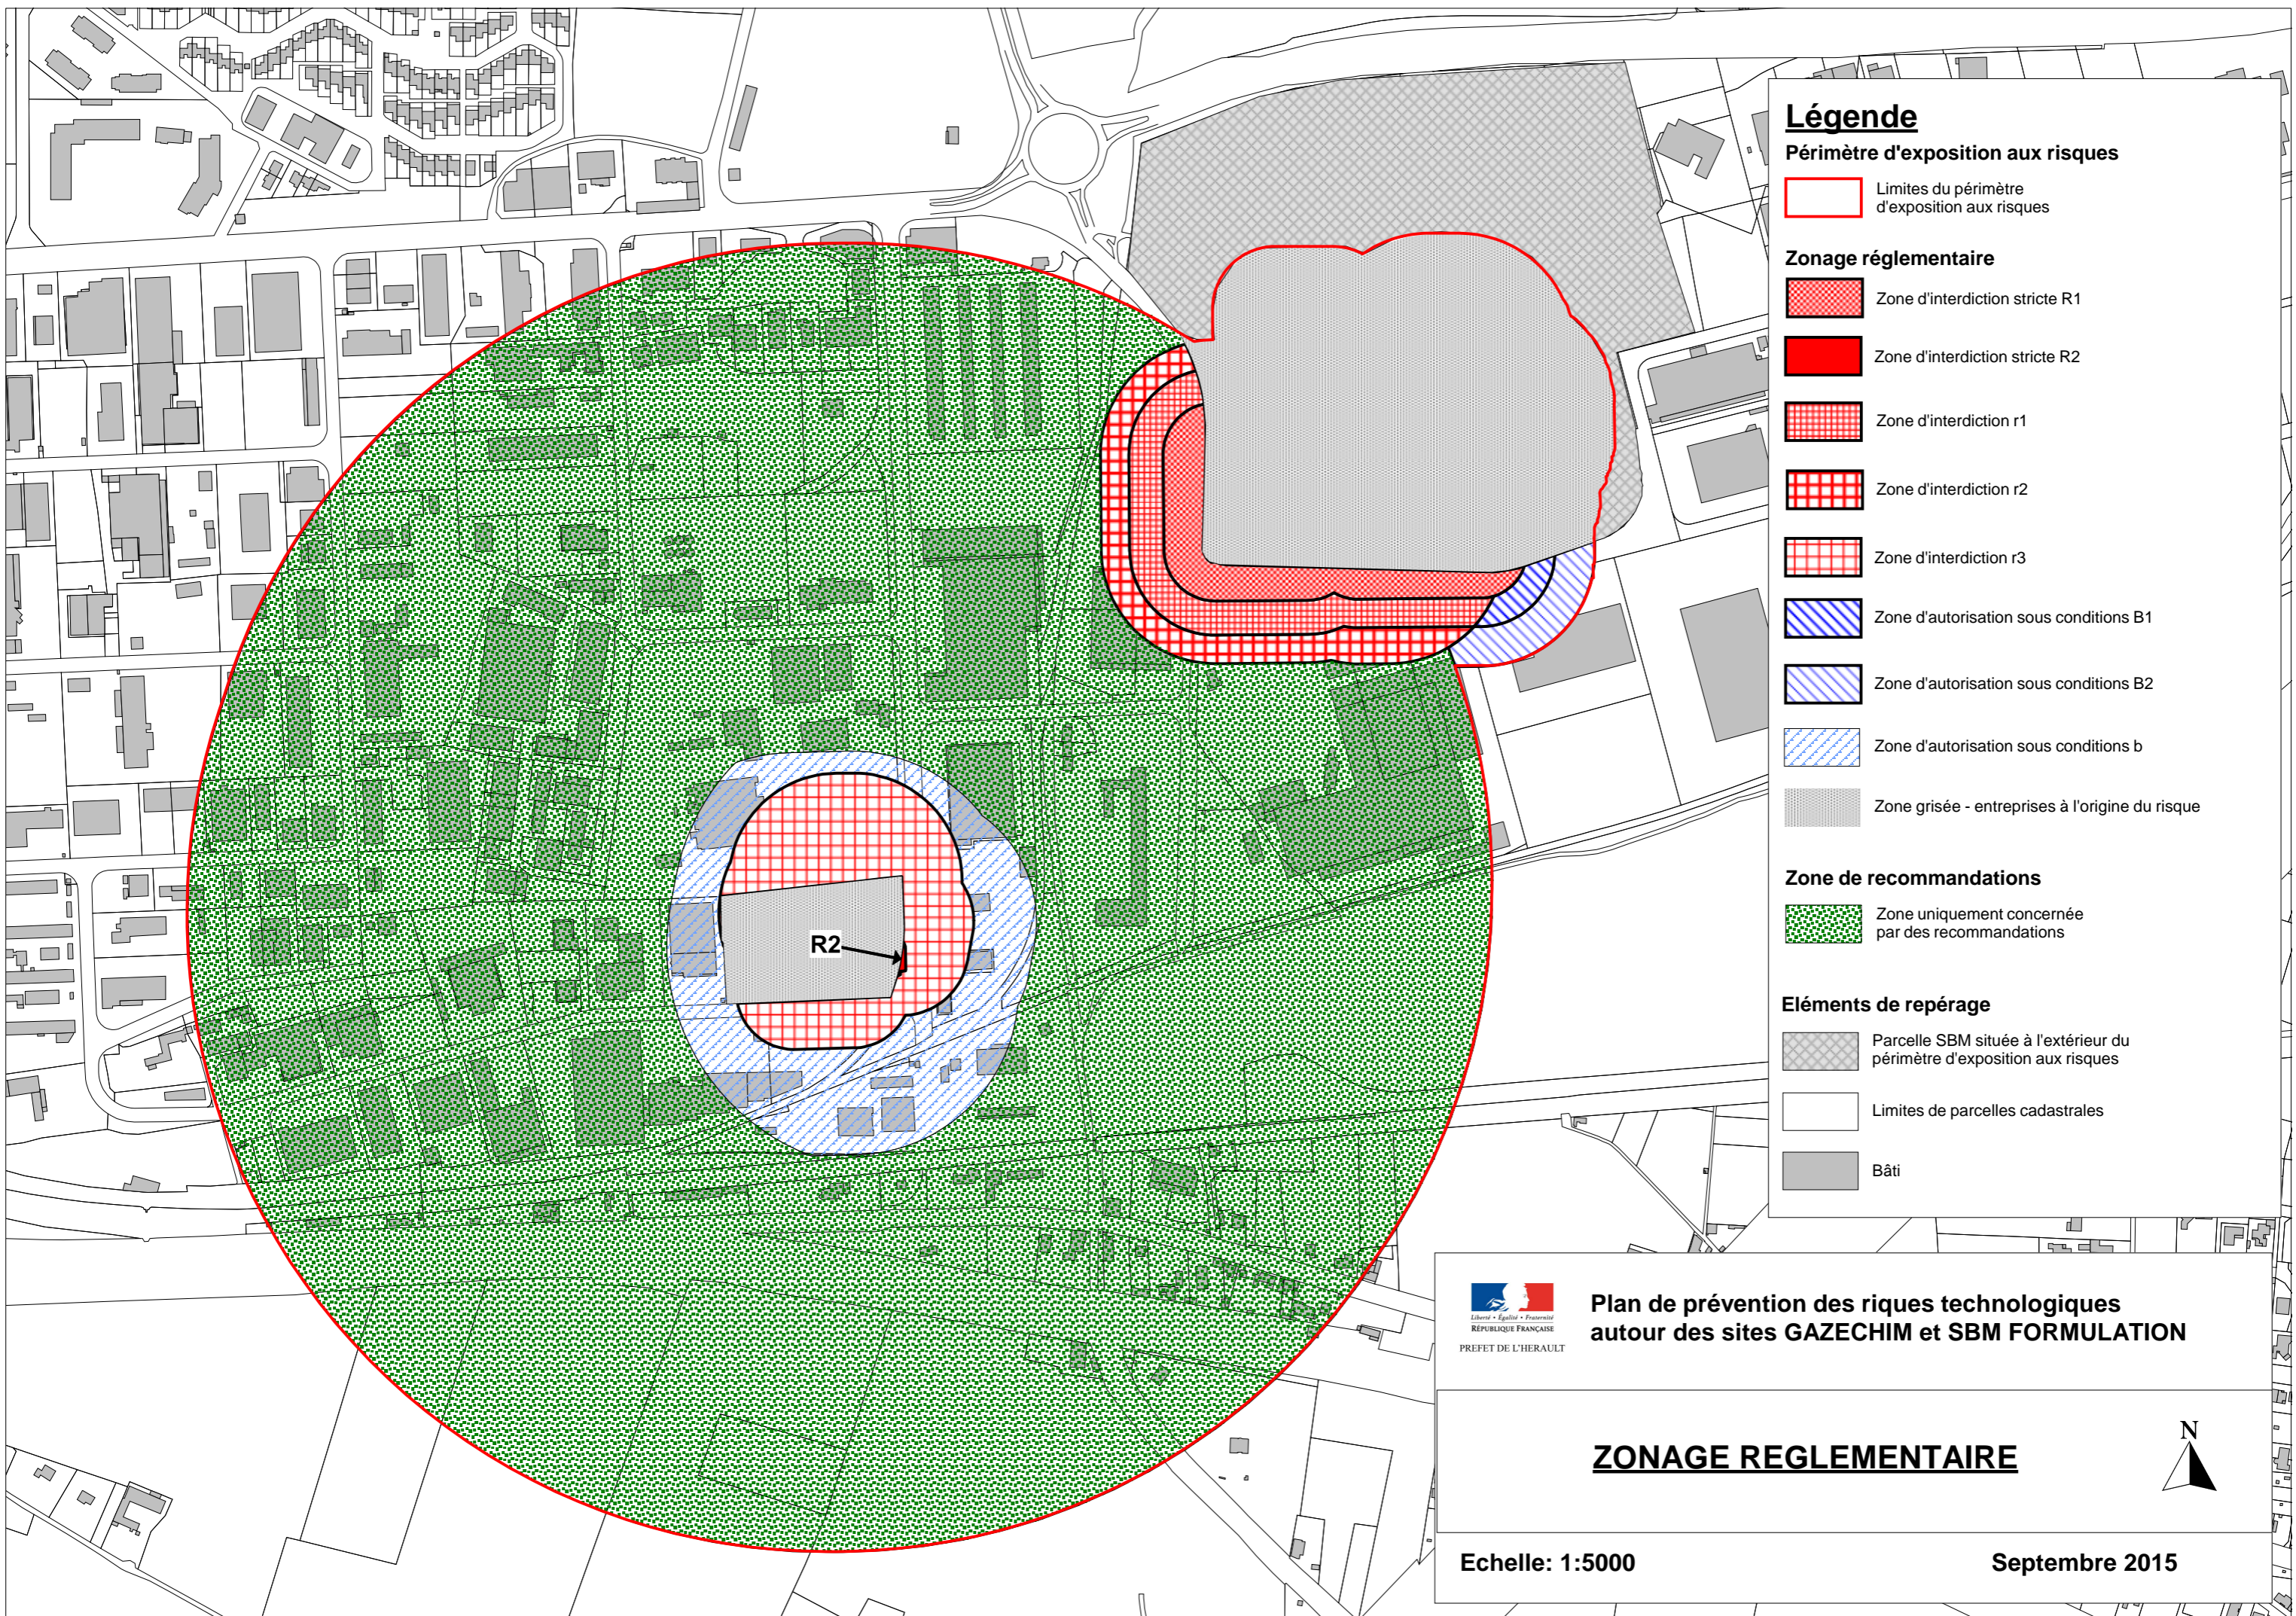 Légende
Périmètre d'exposition aux risques
Limites du périmètre
d'exposition aux risques
Zonage réglementaire
Zone d'interdiction stricte R1
Zone d'interdiction stricte R2
Zone d'interdiction r1
Zone d'interdiction r2
Zone d'interdiction r3
Zone d'autorisation sous conditions B1
Zone d'autorisation sous conditions B2
Zone d'autorisation sous conditions b
Zone grisée - entreprises à l'origine du risque
Zone de recommandations
Zone uniquement concernée
par des recommandations
Eléments de repérage
Parcelle SBM située à l'extérieur du
périmètre d'exposition aux risques
Limites de parcelles cadastrales
Bâti
R2
Liberté • Égalité • Fraternité
RÉPUBLIQUE FRANÇAISE
PREFET DE L'HERAULT
Plan de prévention des riques technologiques
autour des sites GAZECHIM et SBM FORMULATION
ZONAGE REGLEMENTAIRE
N
Echelle: 1:5000
Septembre 2015